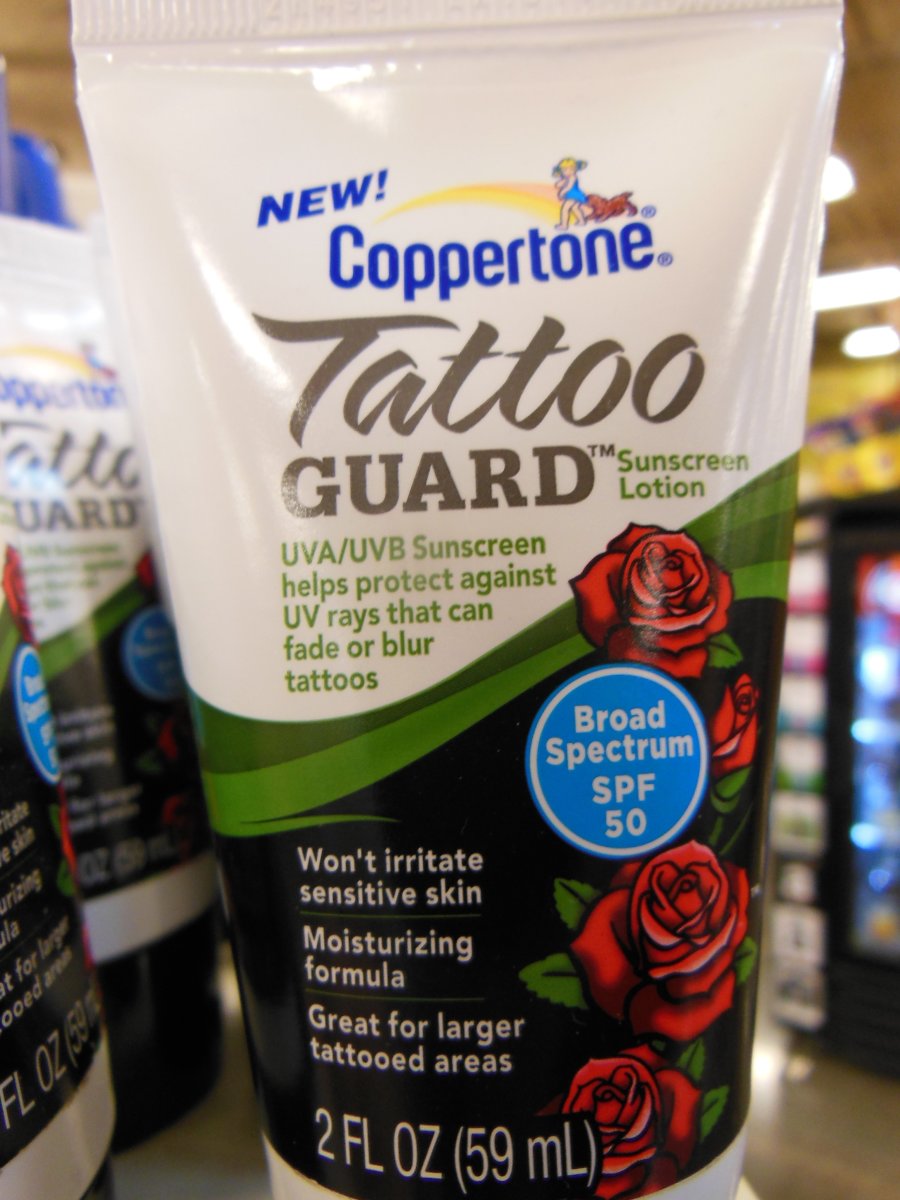 NEW!
Coppertone®
Tattoo
GUARD™
Sunscreen
Lotion
UVA/UVB Sunscreen
helps protect against
UV rays that can
fade or blur
tattoos
Broad
Spectrum
SPF
50
Won't irritate
sensitive skin
Moisturizing
formula
Great for larger
tattooed areas
2 FL OZ (59 mL)